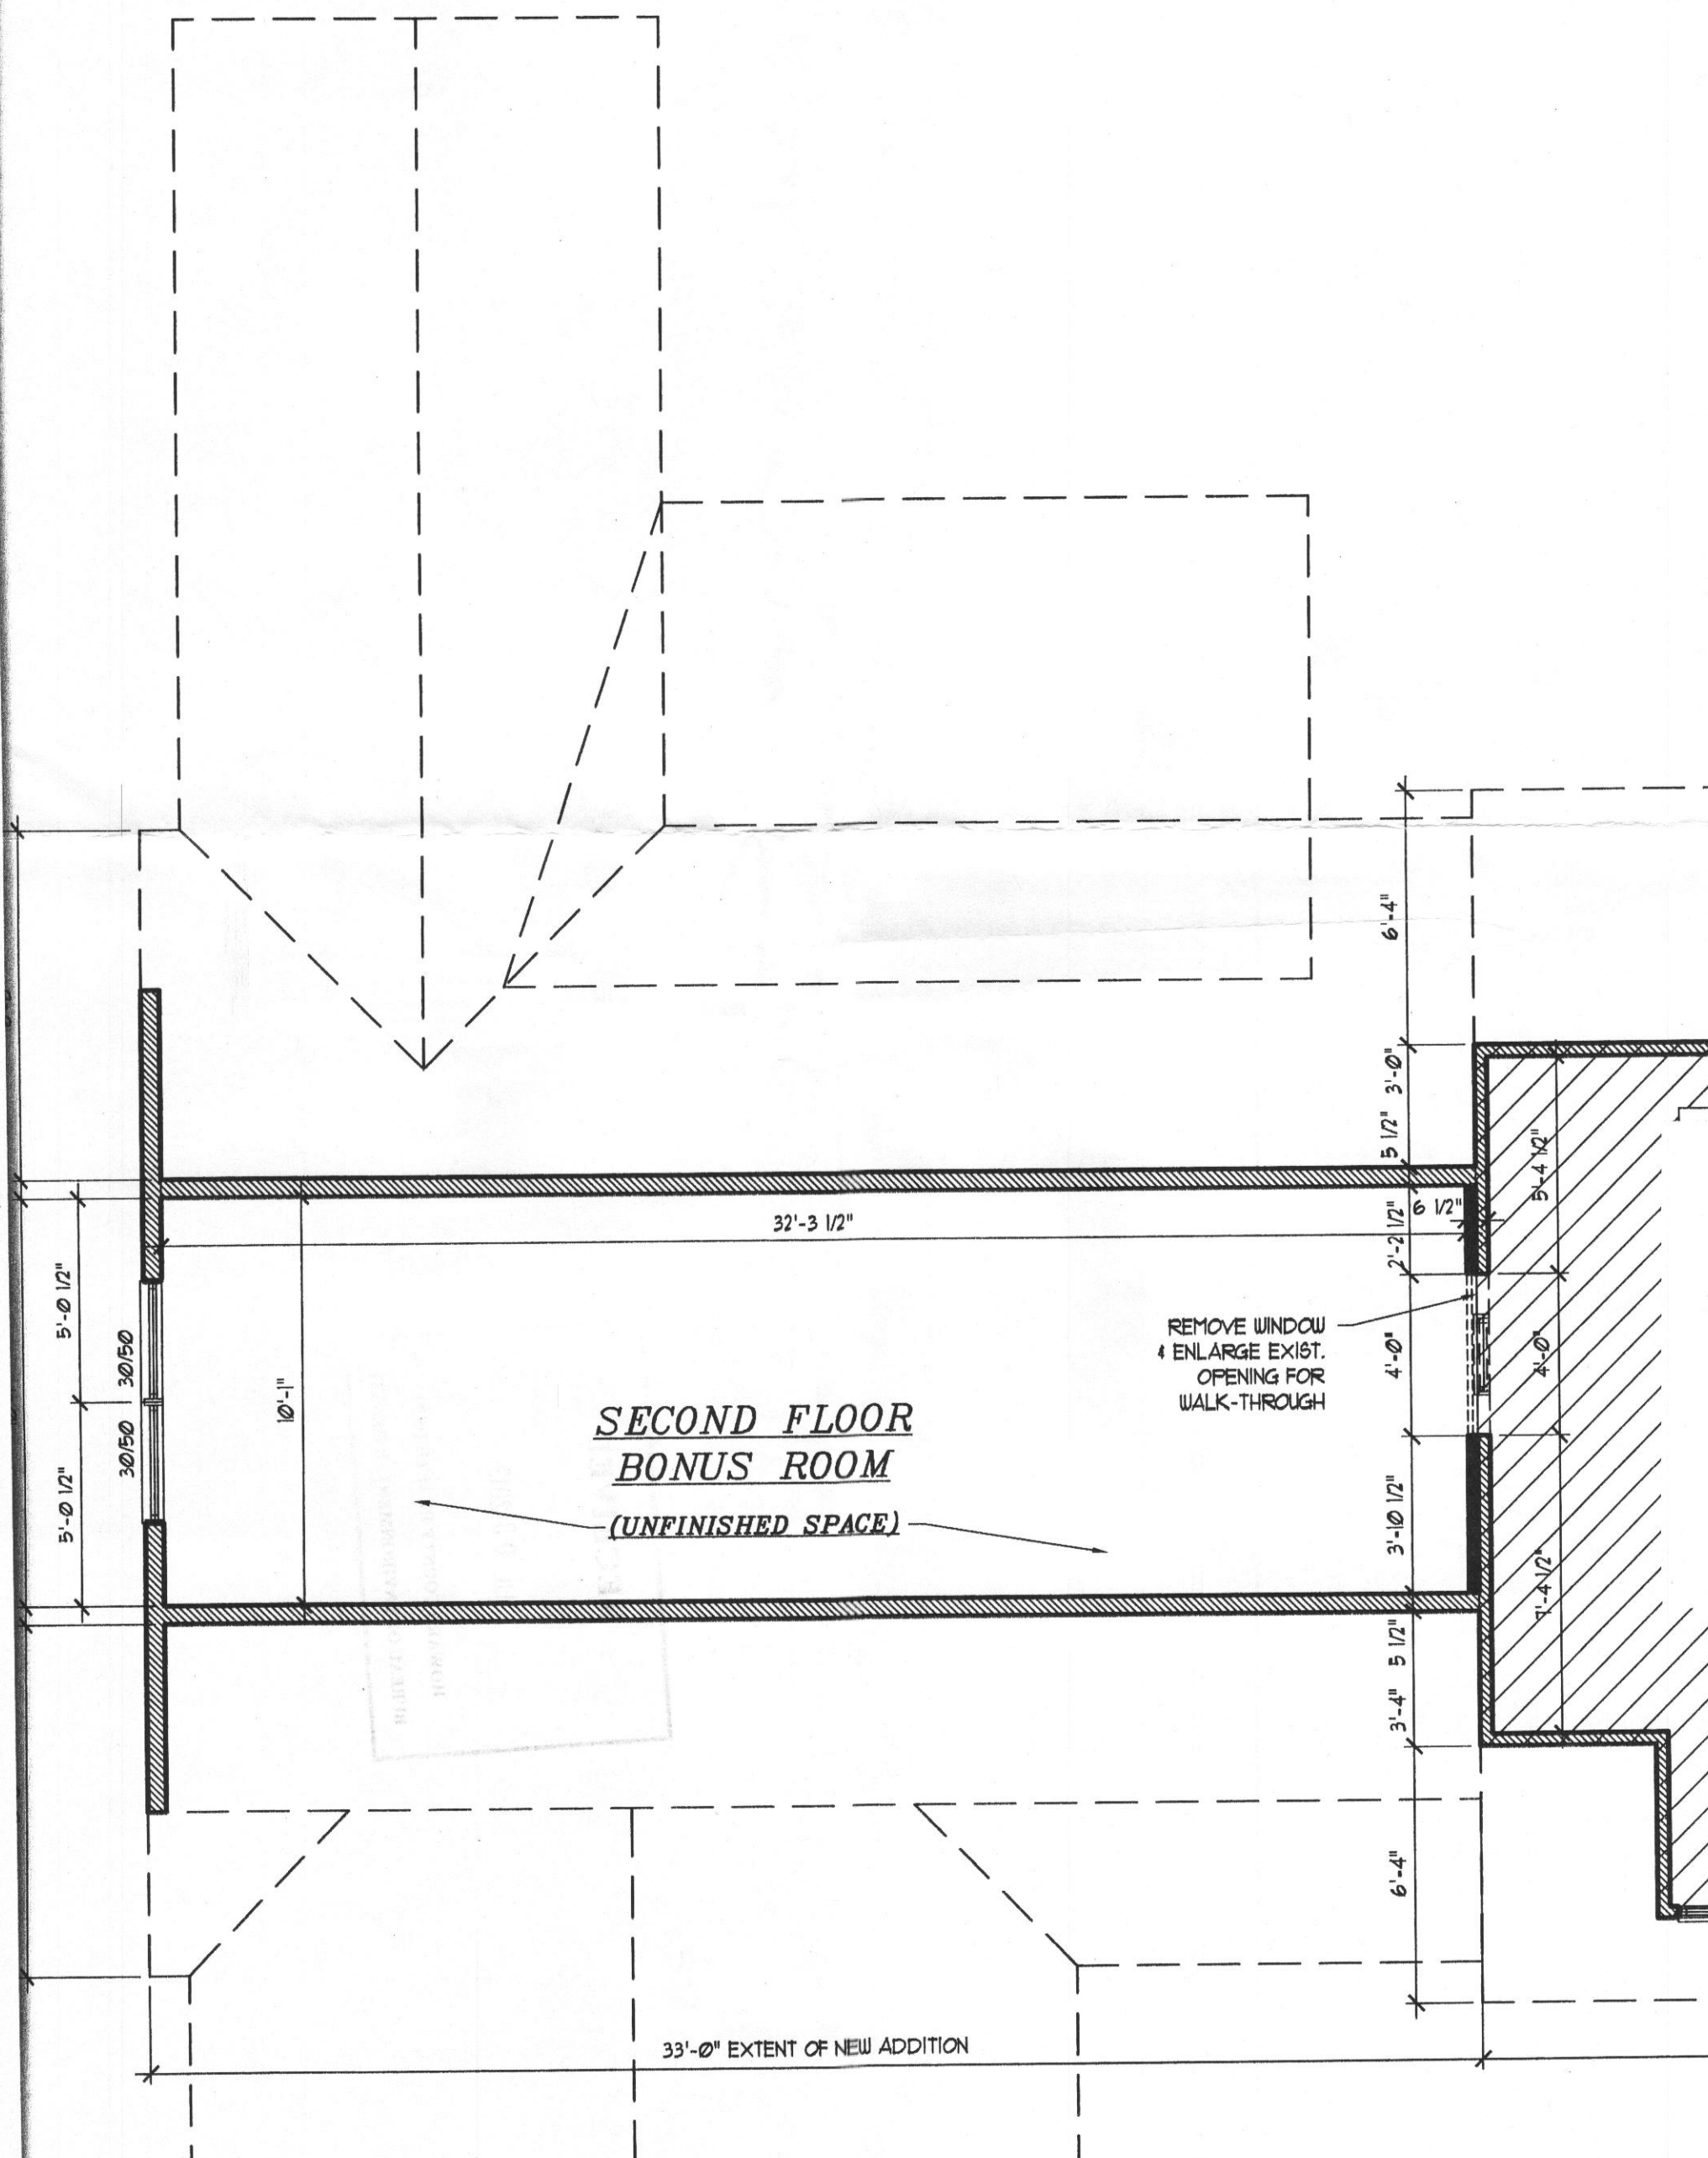 6'-4"
3'-0"
5 1/2"
5'-4 1/2"
6 1/2"
32'-3 1/2"
2'-2 1/2"
5'-0 1/2"
30/50
REMOVE WINDOW
& ENLARGE EXIST.
OPENING FOR
WALK-THROUGH
4'-0"
4'-0"
10'-1"
SECOND FLOOR
BONUS ROOM
(UNFINISHED SPACE)
30/50
5'-0 1/2"
3'-10 1/2"
7'-4 1/2"
5 1/2"
3'-4"
6'-4"
33'-0" EXTENT OF NEW ADDITION